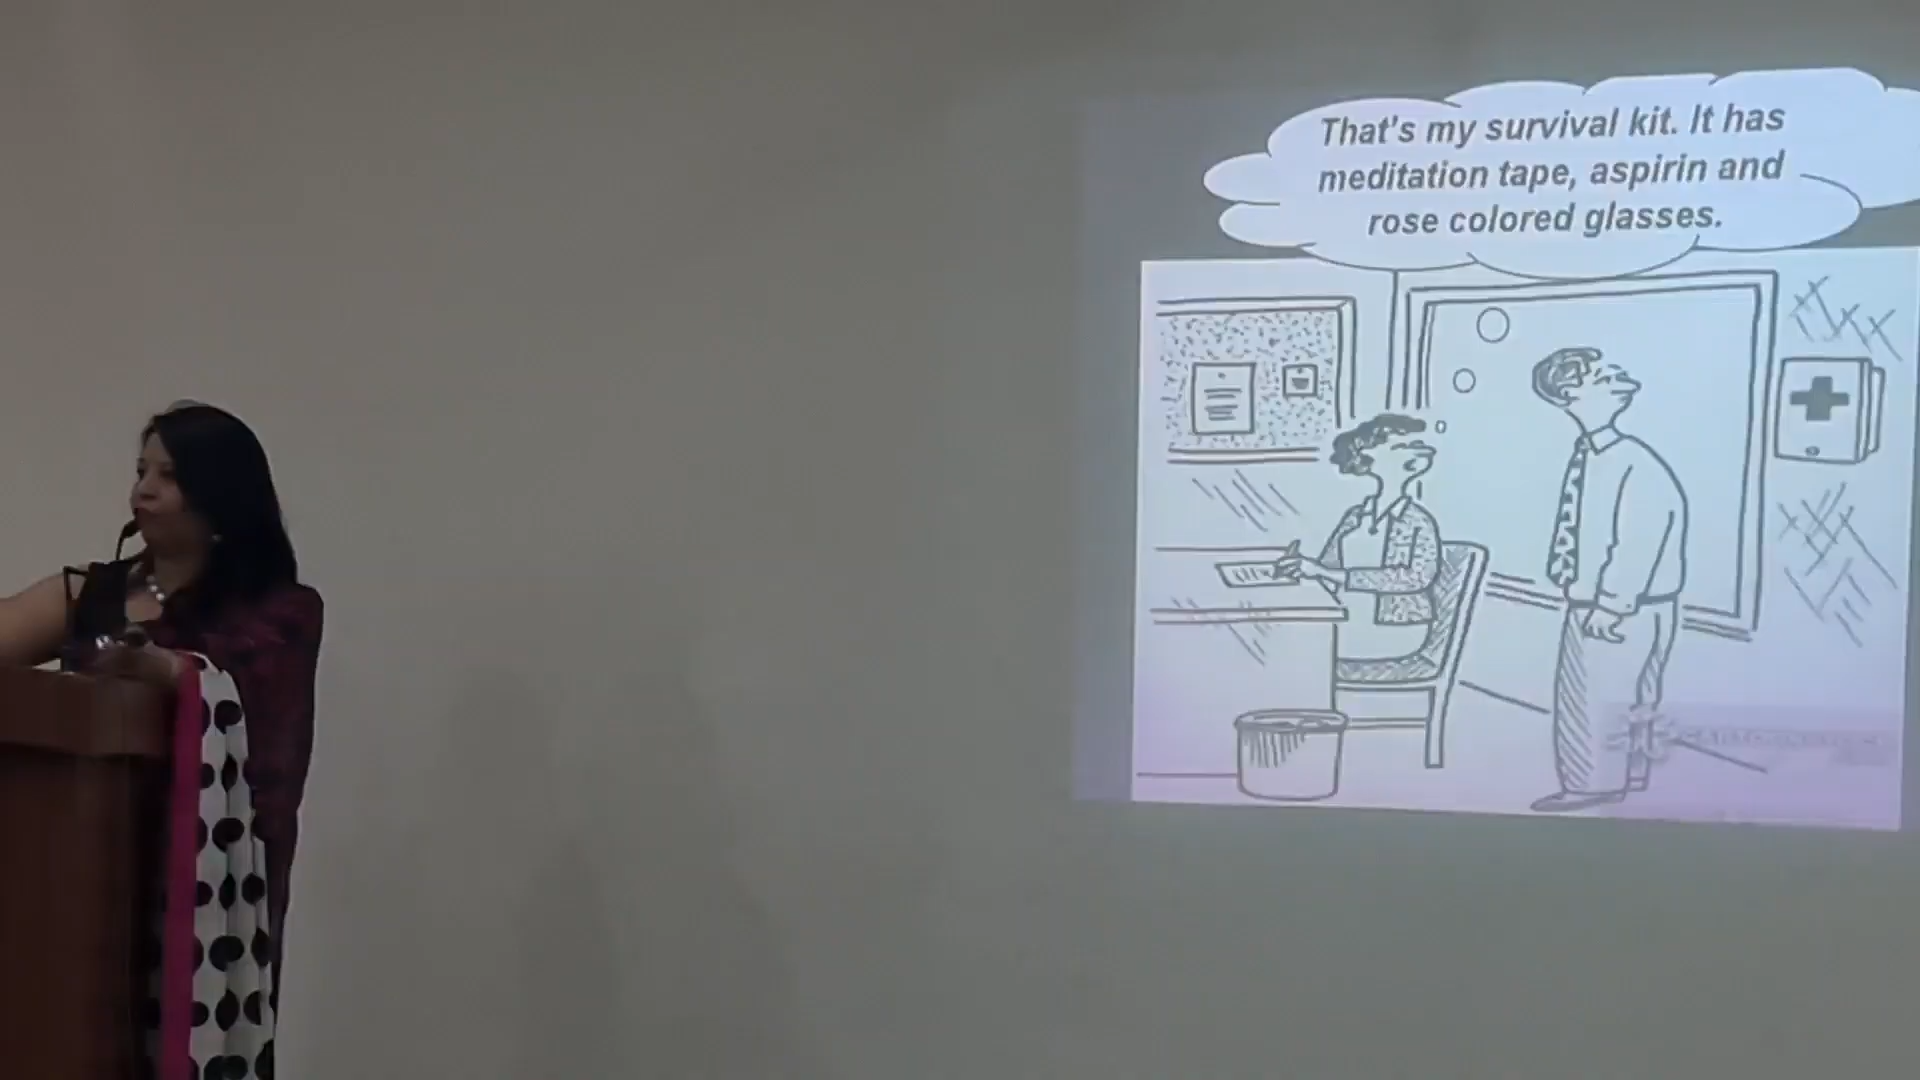 That's my survival kit. It has
meditation tape, aspirin and
rose colored glasses.